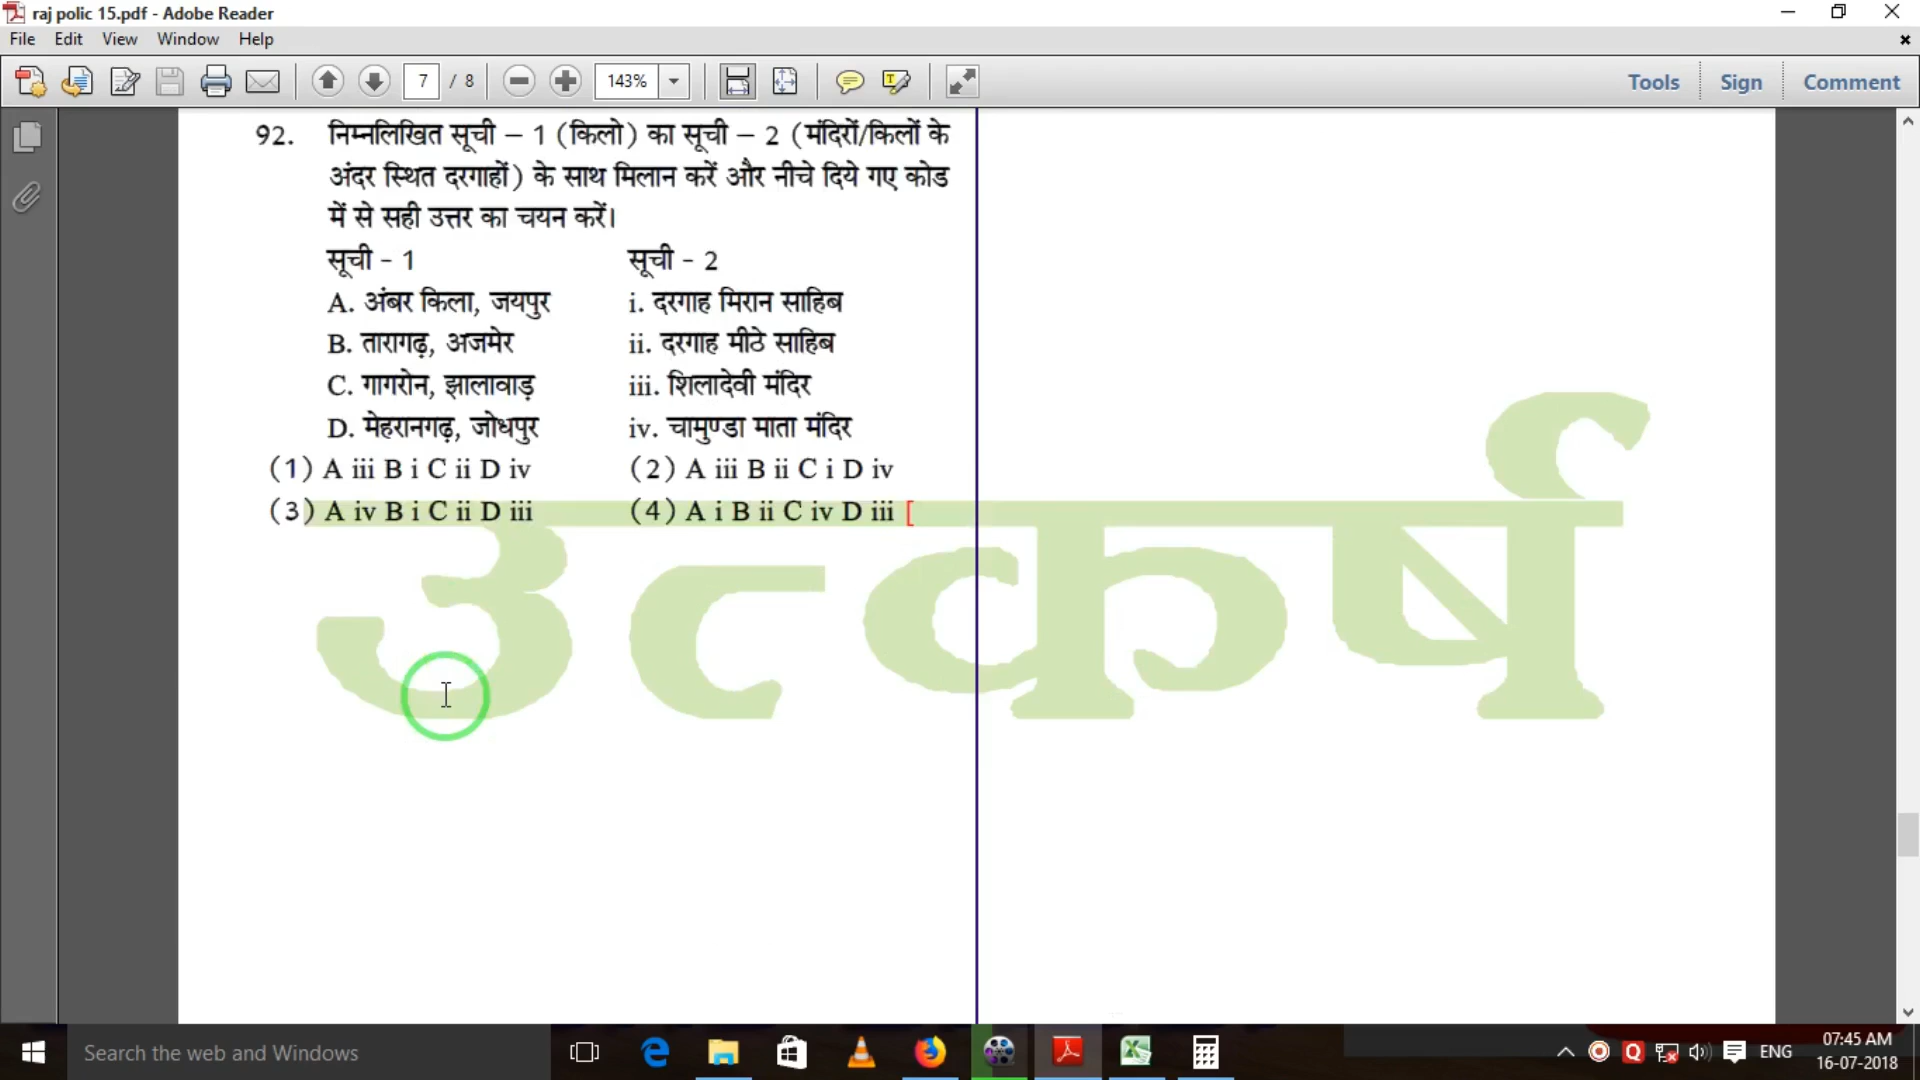 raj polic 15.pdf - Adobe Reader
File Edit View Window Help
7 / 8 143% Tools Sign Comment
92. निम्नलिखित सूची – 1 (किलो) का सूची – 2 (मंदिरों/किलों के
अंदर स्थित दरगाहों) के साथ मिलान करें और नीचे दिये गए कोड
में से सही उत्तर का चयन करें।
सूची - 1 सूची - 2
A. अंबर किला, जयपुर i. दरगाह मिरान साहिब
B. तारागढ़, अजमेर ii. दरगाह मीठे साहिब
C. गागरोन, झालावाड़ iii. शिलादेवी मंदिर
D. मेहरानगढ़, जोधपुर iv. चामुण्डा माता मंदिर
(1) A iii B i C ii D iv (2) A iii B ii C i D iv
(3) A iv B i C ii D iii (4) A i B ii C iv D iii [
उत्कर्ष
Search the web and Windows
ENG 07:45 AM
16-07-2018